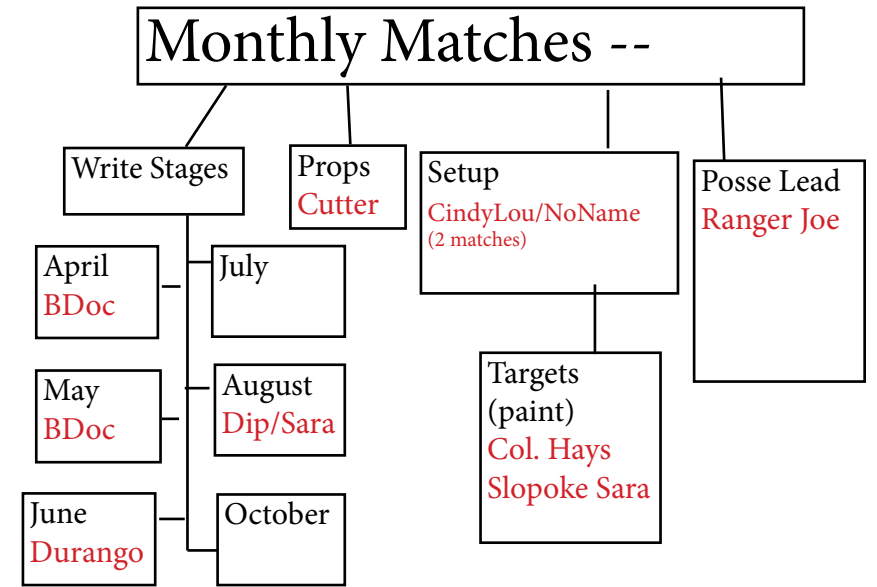 Monthly Matches --
Write Stages
April
BDoc
May
BDoc
June
Durango
July
August
Dip/Sara
October
Props
Cutter
Setup
CindyLou/NoName
(2 matches)
Targets
(paint)
Col. Hays
Slopoke Sara
Posse Lead
Ranger Joe